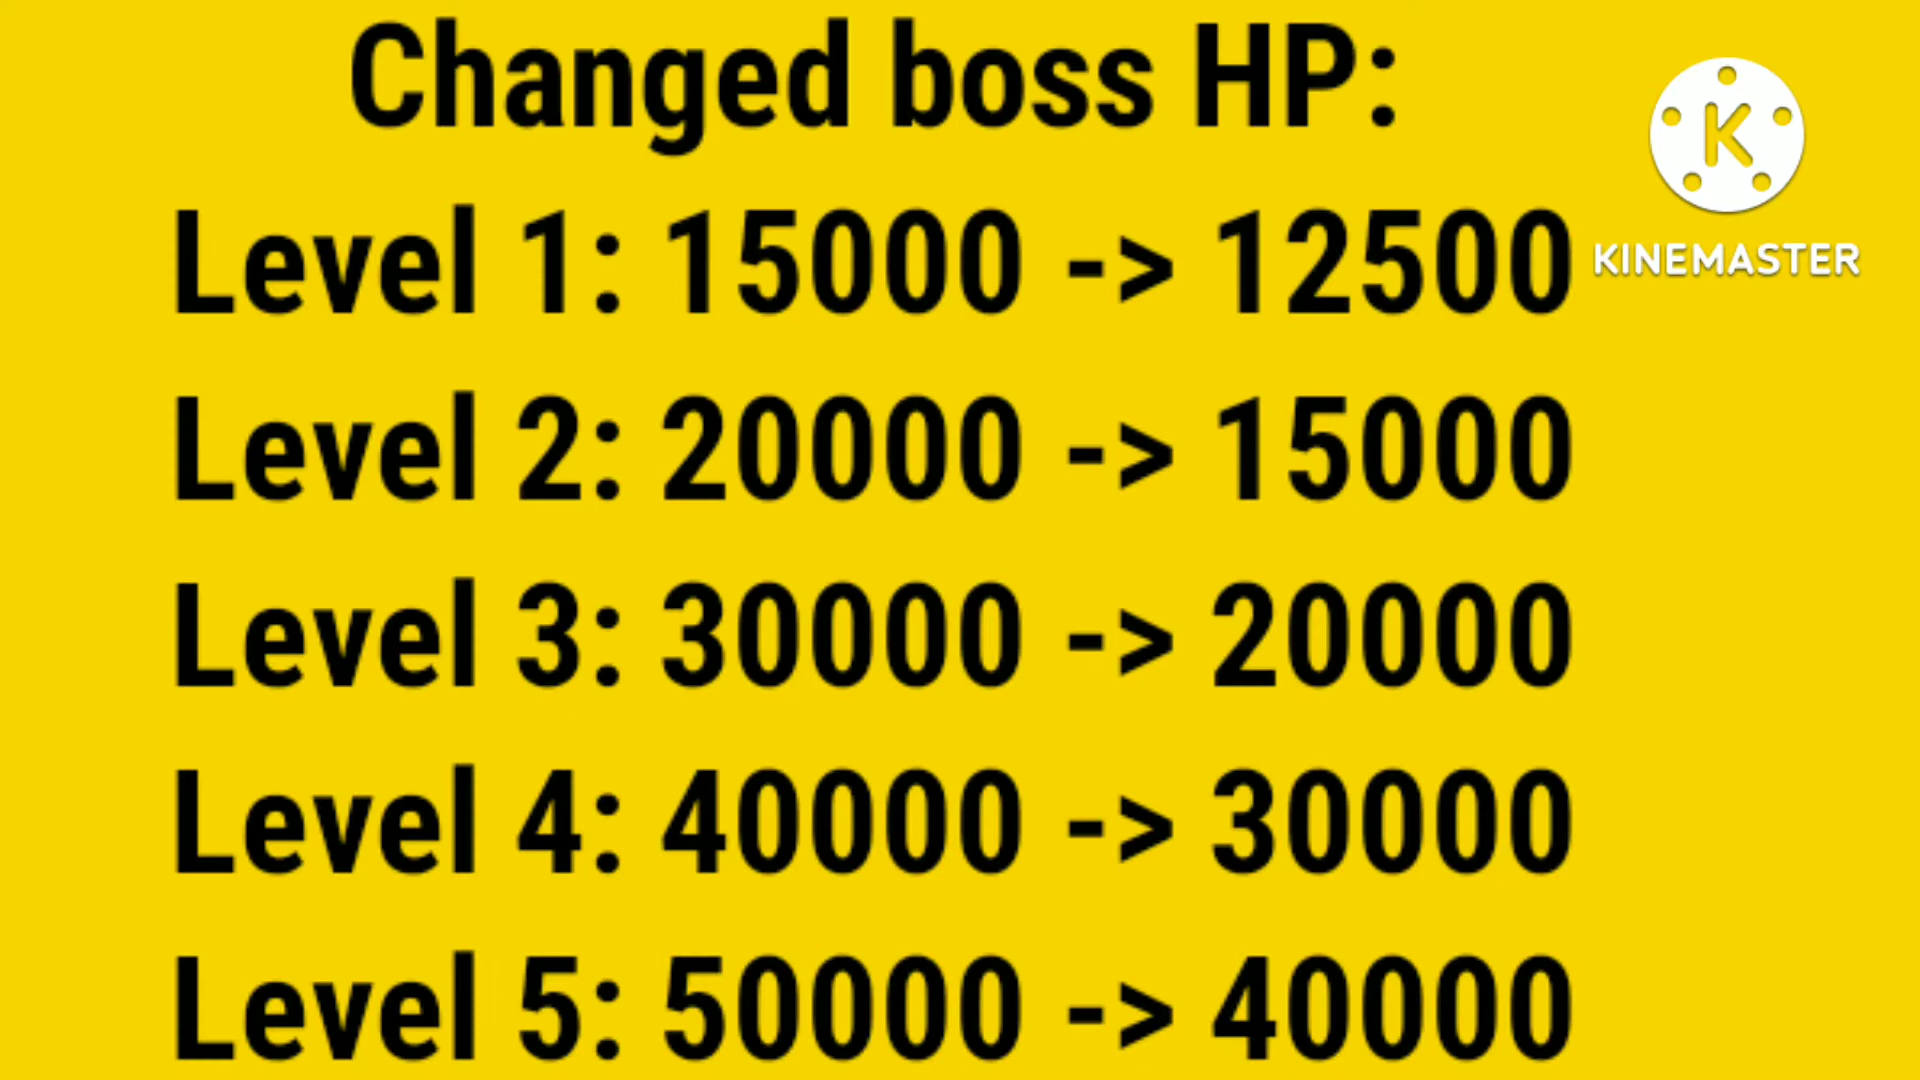 Changed boss HP:
Level 1: 15000 -> 12500
KINEMASTER
Level 2: 20000 -> 15000
Level 3: 30000 -> 20000
Level 4: 40000 -> 30000
Level 5: 50000 -> 40000